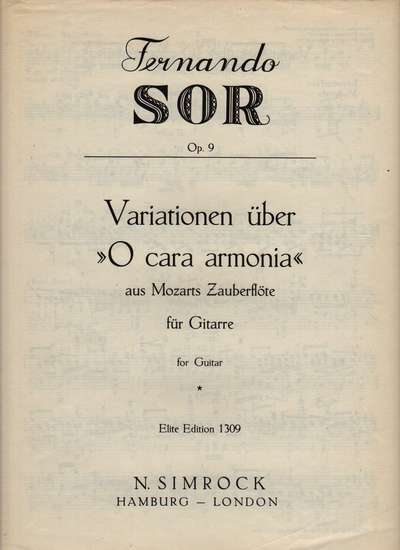 Fernando
SOR
Op. 9
Variationen über
»O cara armonia«
aus Mozarts Zauberflöte
für Gitarre
for Guitar
*
Elite Edition 1309
N. SIMROCK
HAMBURG – LONDON